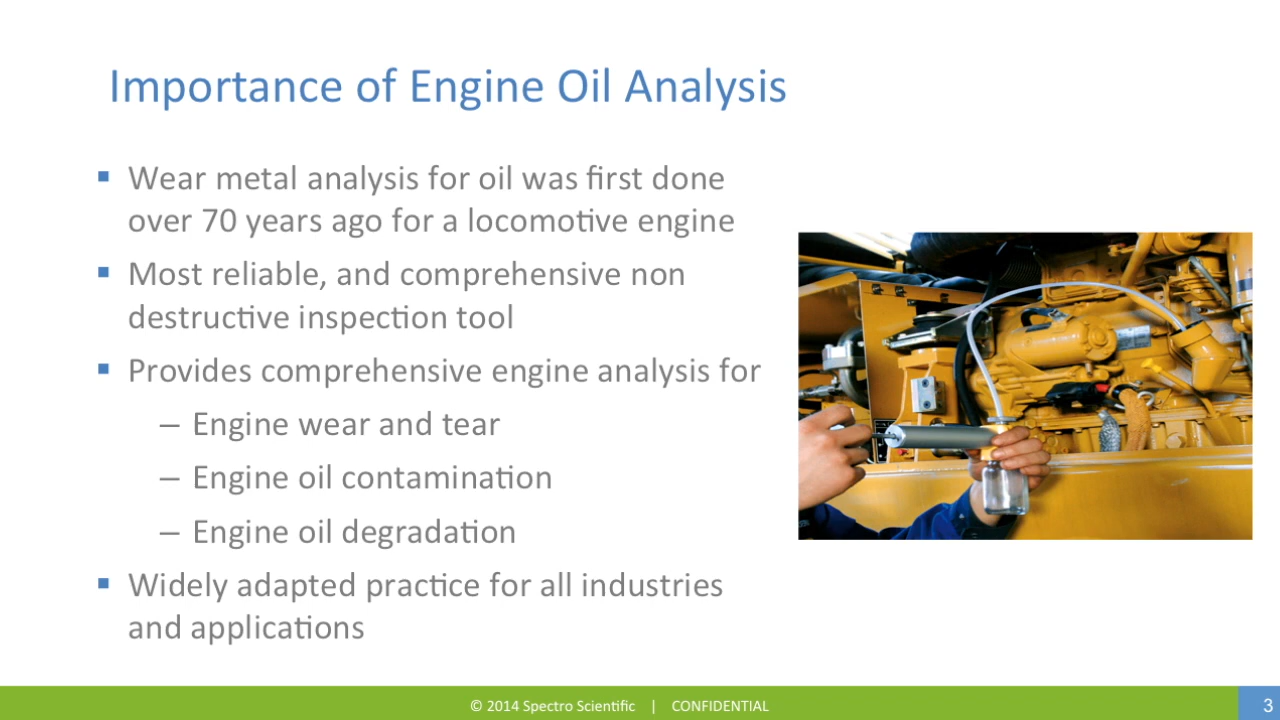 Importance of Engine Oil Analysis
▪ Wear metal analysis for oil was first done
over 70 years ago for a locomotive engine
▪ Most reliable, and comprehensive non
destructive inspection tool
▪ Provides comprehensive engine analysis for
– Engine wear and tear
– Engine oil contamination
– Engine oil degradation
▪ Widely adapted practice for all industries
and applications
© 2014 Spectro Scientific | CONFIDENTIAL
3